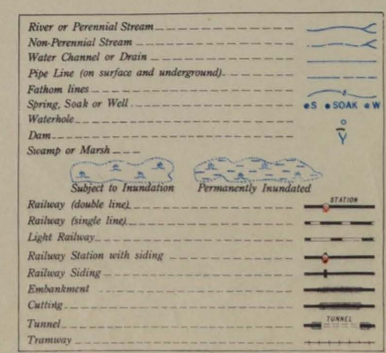 River or Perennial Stream
Non-Perennial Stream
Water Channel or Drain
Pipe Line (on surface and underground).
Fathom lines
Spring, Soak or Well S SOAK W
Waterhole
Dam
Swamp or Marsh
Subject to Inundation Permanently Inundated
Railway (double line) STATION
Railway (single line)
Light Railway
Railway Station with siding
Railway Siding
Embankment
Cutting
Tunnel TUNNEL
Tramway